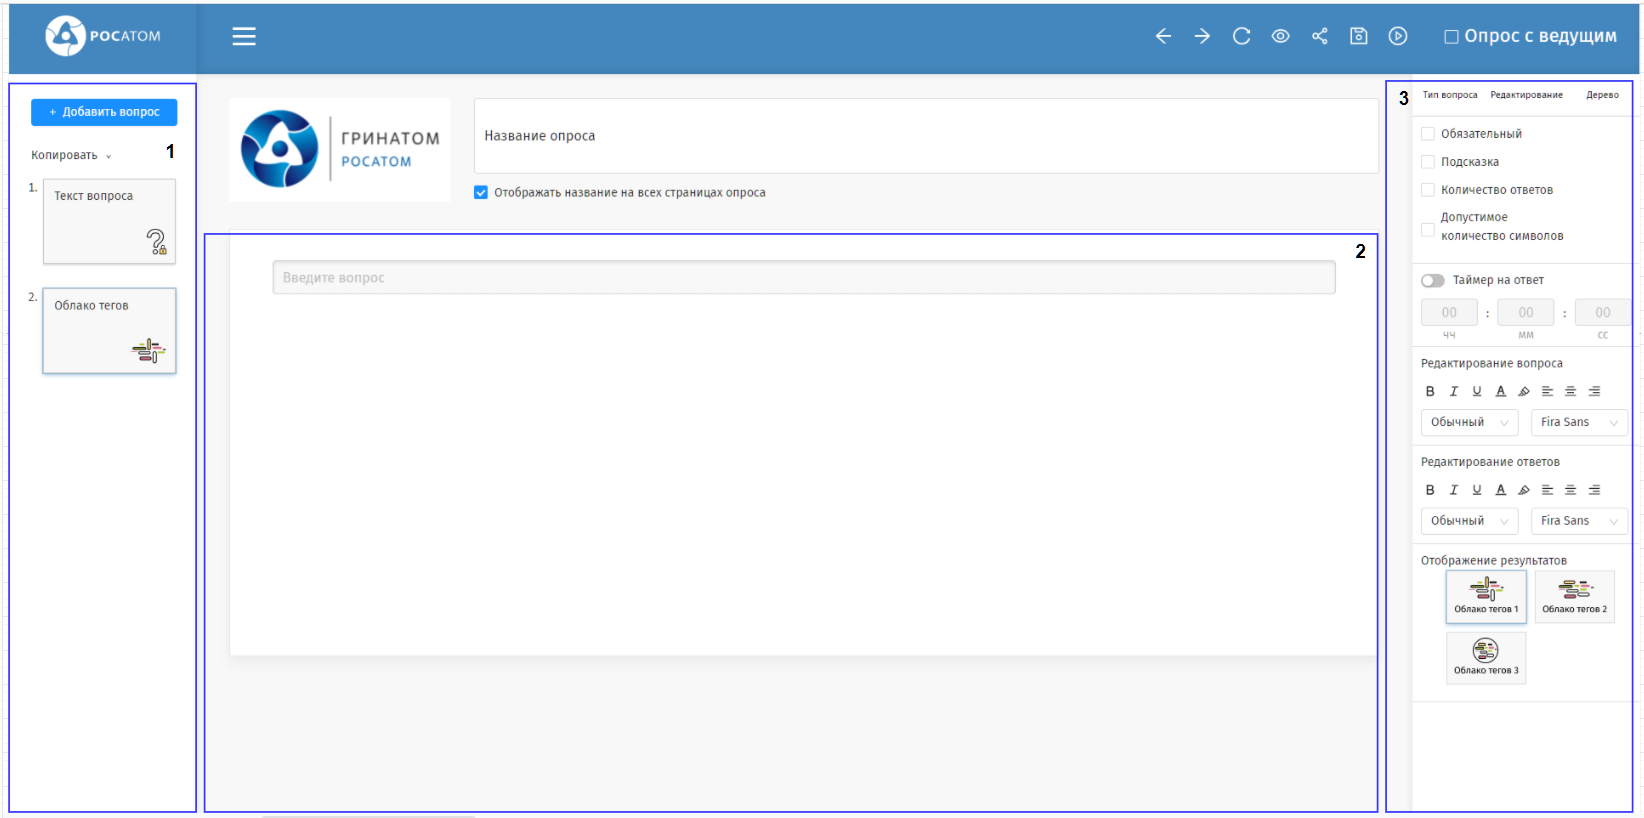 РОСАТОМ
Опрос с ведущим
+ Добавить вопрос
Копировать
1
1.
Текст вопроса
2.
Облако тегов
ГРИНАТОМ
РОСАТОМ
Название опроса
Отображать название на всех страницах опроса
2
Введите вопрос
3
Тип вопроса Редактирование Дерево
Обязательный
Подсказка
Количество ответов
Допустимое
количество символов
Таймер на ответ
00 : 00 : 00
чч мм сс
Редактирование вопроса
B I U A
Обычный Fira Sans
Редактирование ответов
B I U A
Обычный Fira Sans
Отображение результатов
Облако тегов 1 Облако тегов 2
Облако тегов 3